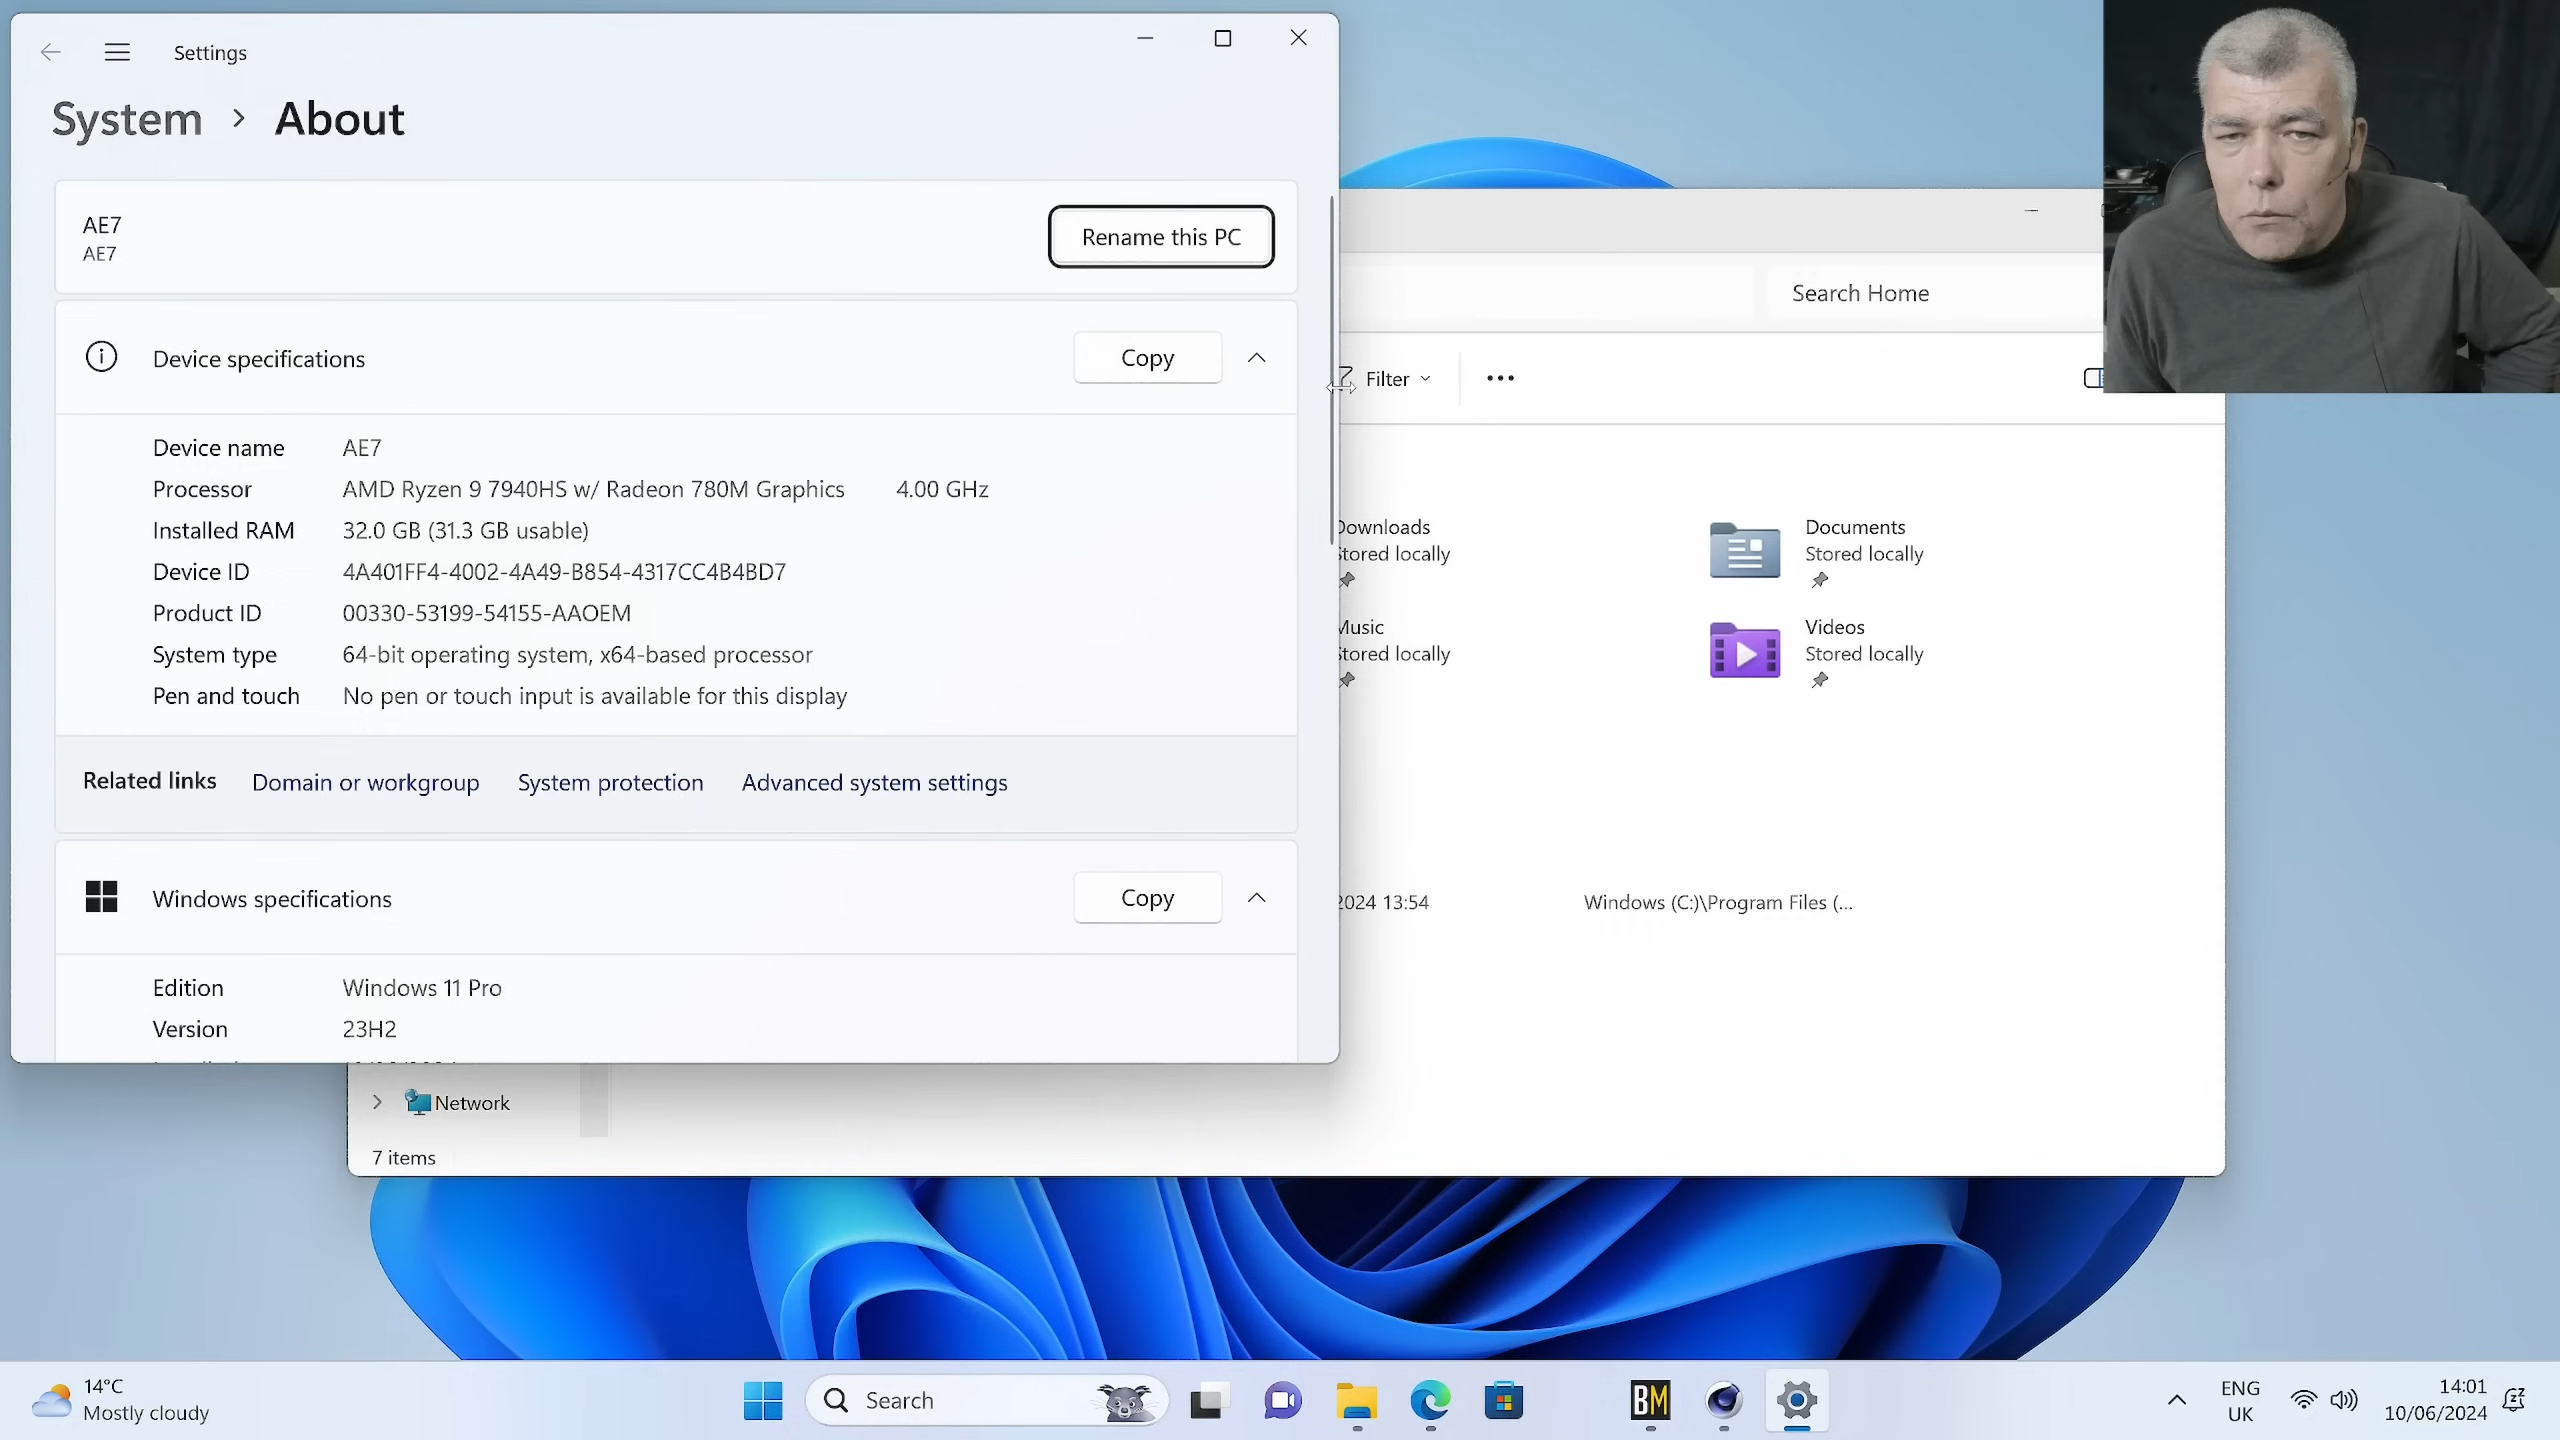 Settings
System > About
AE7
AE7
Rename this PC
Device specifications
Copy
Device name AE7
Processor AMD Ryzen 9 7940HS w/ Radeon 780M Graphics 4.00 GHz
Installed RAM 32.0 GB (31.3 GB usable)
Device ID 4A401FF4-4002-4A49-B854-4317CC4B4BD7
Product ID 00330-53199-54155-AAOEM
System type 64-bit operating system, x64-based processor
Pen and touch No pen or touch input is available for this display
Related links Domain or workgroup System protection Advanced system settings
Windows specifications
Copy
Edition Windows 11 Pro
Version 23H2
Search Home
Filter
Downloads
Stored locally
Documents
Stored locally
Music
Stored locally
Videos
Stored locally
2024 13:54 Windows (C:)\Program Files (...
Network
7 items
14°C
Mostly cloudy
Search
BM
ENG
UK
14:01
10/06/2024